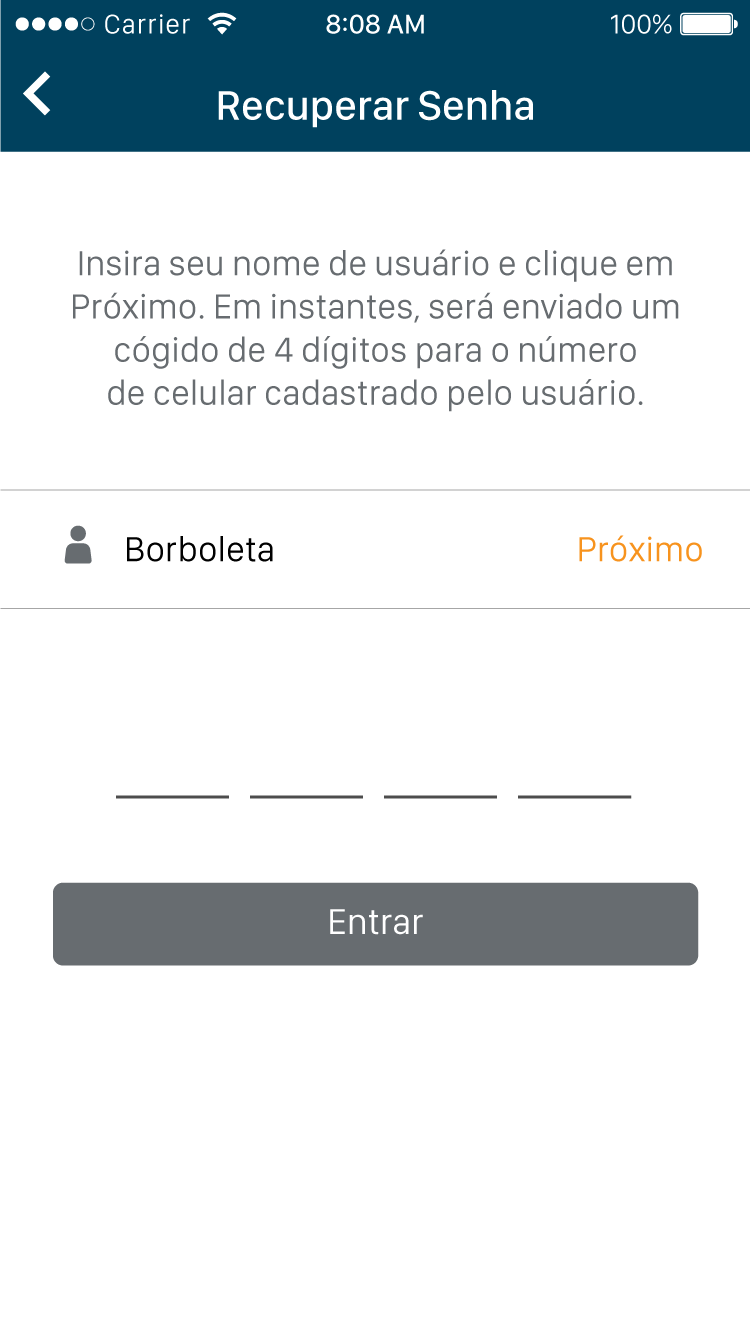 Carrier 8:08 AM 100%
Recuperar Senha
Insira seu nome de usuário e clique em
Próximo. Em instantes, será enviado um
cógido de 4 dígitos para o número
de celular cadastrado pelo usuário.
Borboleta Próximo
Entrar